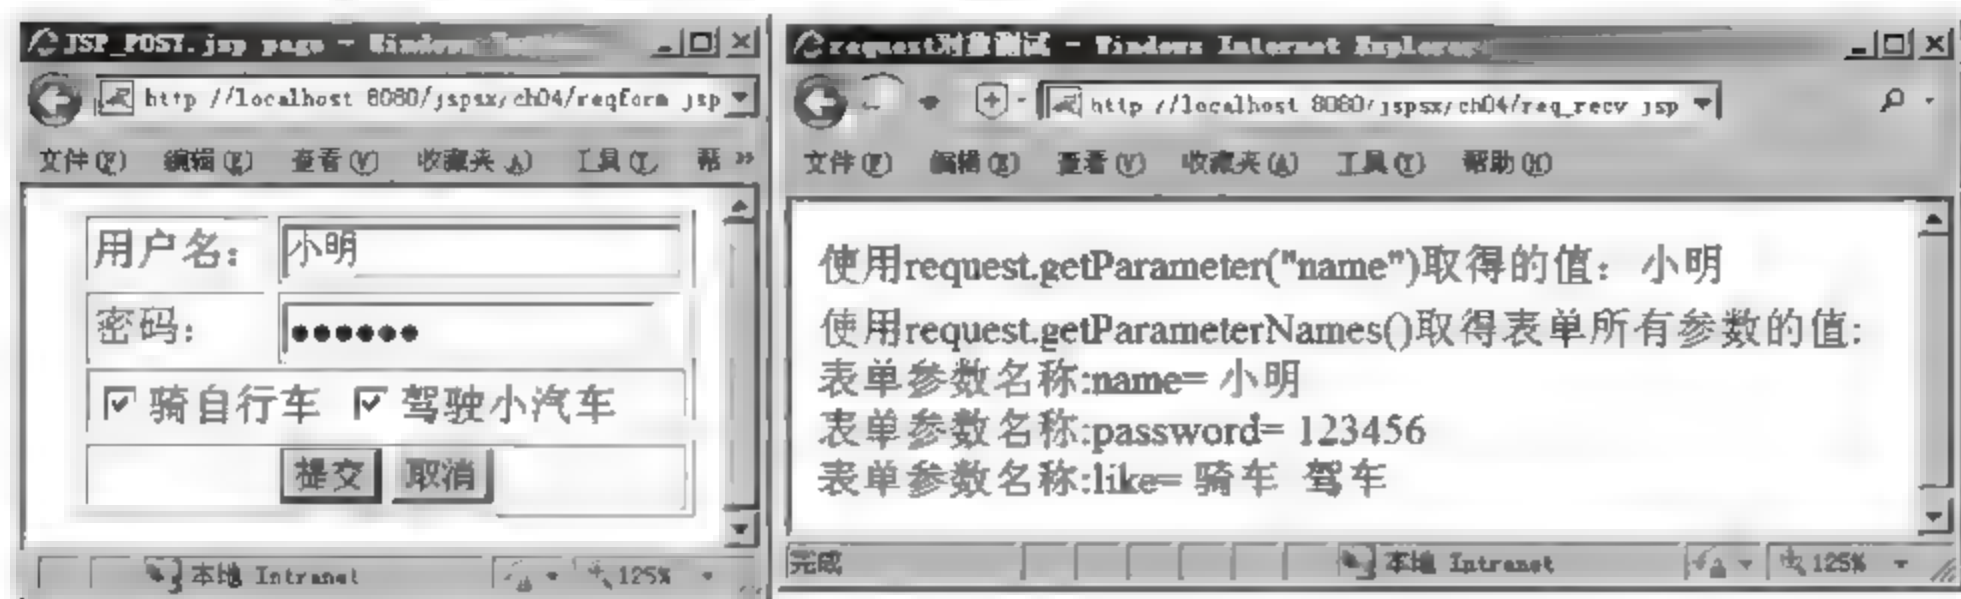 JSP_POST.jsp page - Windows
http //localhost 8080/jspsx/ch04/reqform jsp
文件(F) 编辑(E) 查看(V) 收藏夹(A) 工具(T) 帮 »
用户名： 小明
密码： ●●●●●●
骑自行车 驾驶小汽车
提交 取消
本地 Intranet 125%
request对象测试 - Windows Internet Explorer
http //localhost 8080/jspsx/ch04/req_recv jsp
文件(F) 编辑(E) 查看(V) 收藏夹(A) 工具(T) 帮助(H)
使用request.getParameter("name")取得的值：小明
使用request.getParameterNames()取得表单所有参数的值:
表单参数名称:name= 小明
表单参数名称:password= 123456
表单参数名称:like= 骑车 驾车
完成 本地 Intranet 125%